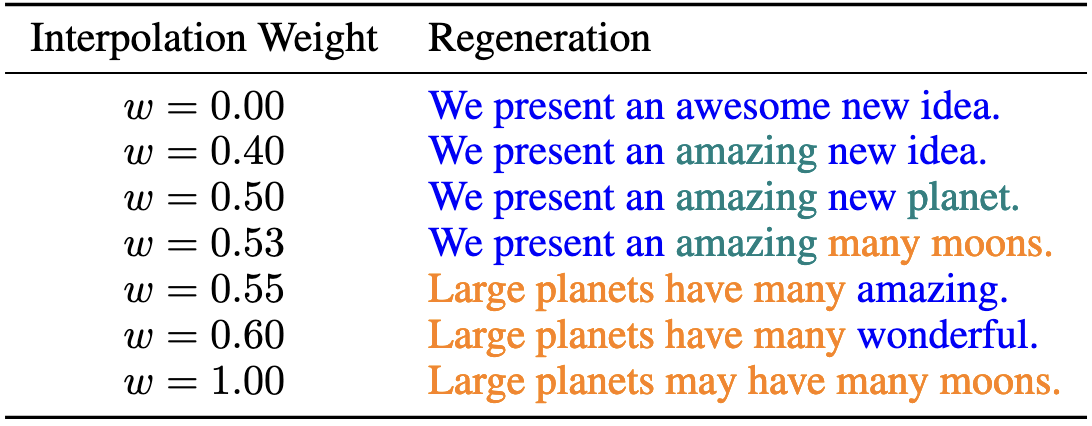 Interpolation Weight Regeneration
w = 0.00 We present an awesome new idea.
w = 0.40 We present an amazing new idea.
w = 0.50 We present an amazing new planet.
w = 0.53 We present an amazing many moons.
w = 0.55 Large planets have many amazing.
w = 0.60 Large planets have many wonderful.
w = 1.00 Large planets may have many moons.